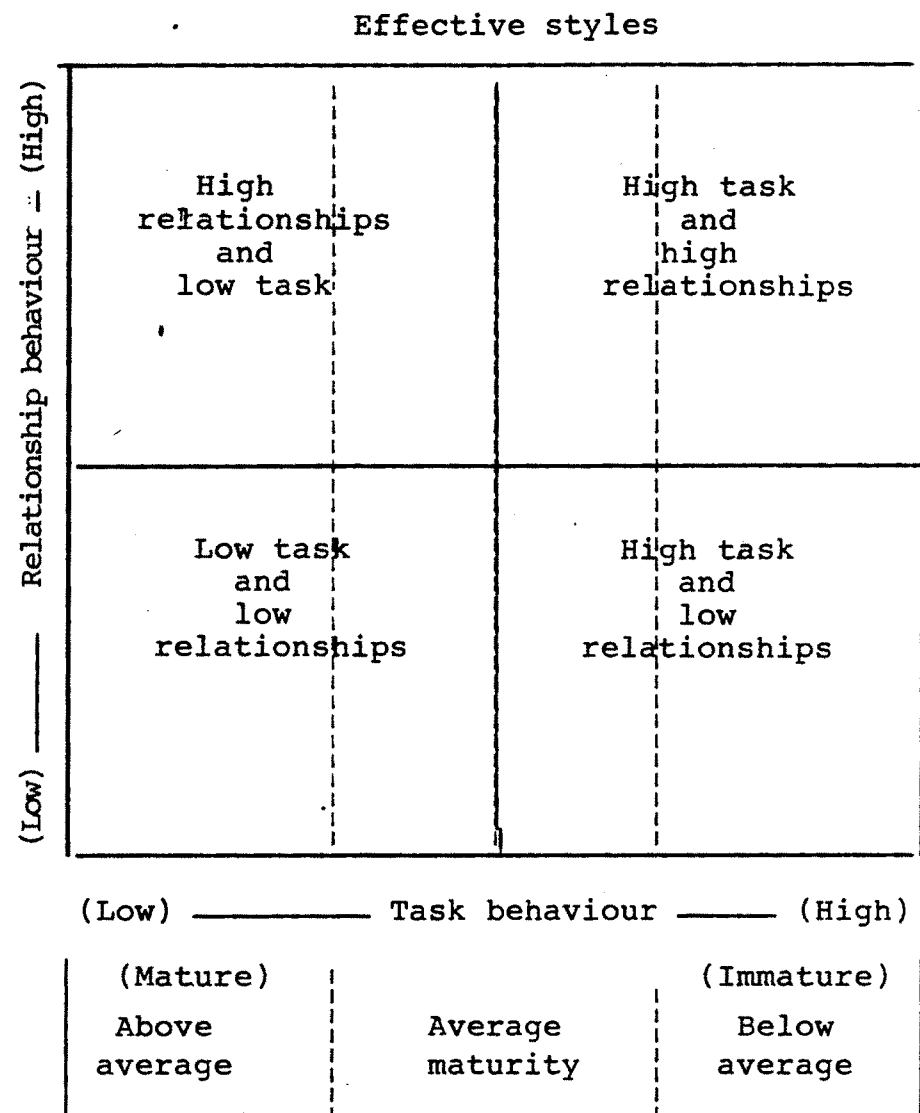 Effective styles
(Low) Relationship behaviour (High)
High
relationships
and
low task
High task
and
high
relationships
Low task
and
low
relationships
High task
and
low
relationships
(Low) Task behaviour (High)
(Mature)
Above
average
Average
maturity
(Immature)
Below
average